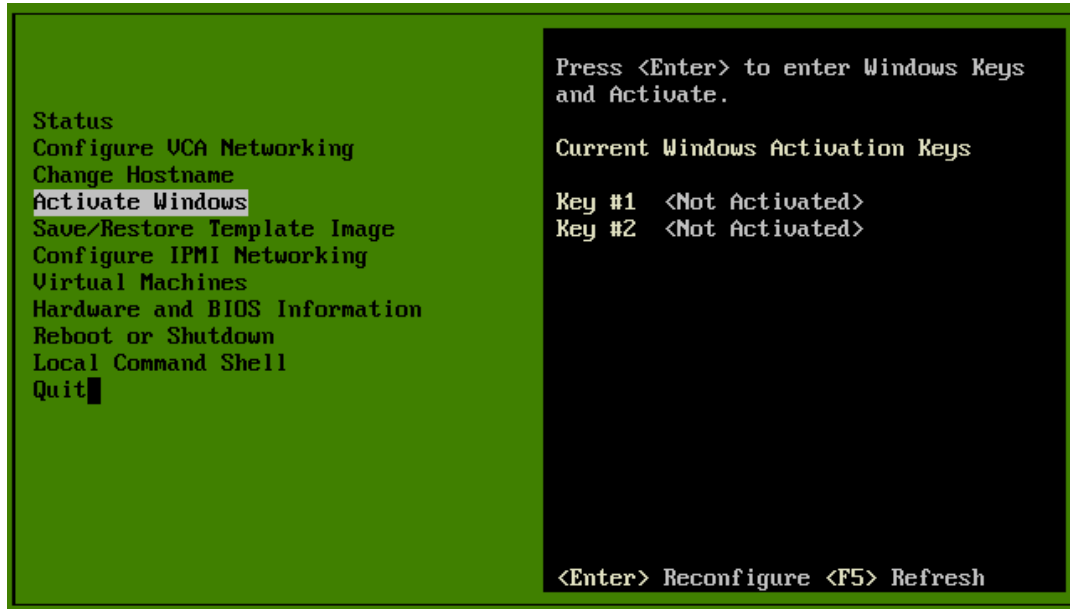 Status
Configure VCA Networking
Change Hostname
Activate Windows
Save/Restore Template Image
Configure IPMI Networking
Virtual Machines
Hardware and BIOS Information
Reboot or Shutdown
Local Command Shell
Quit
Press <Enter> to enter Windows Keys
and Activate.
Current Windows Activation Keys
Key #1 <Not Activated>
Key #2 <Not Activated>
<Enter> Reconfigure <F5> Refresh